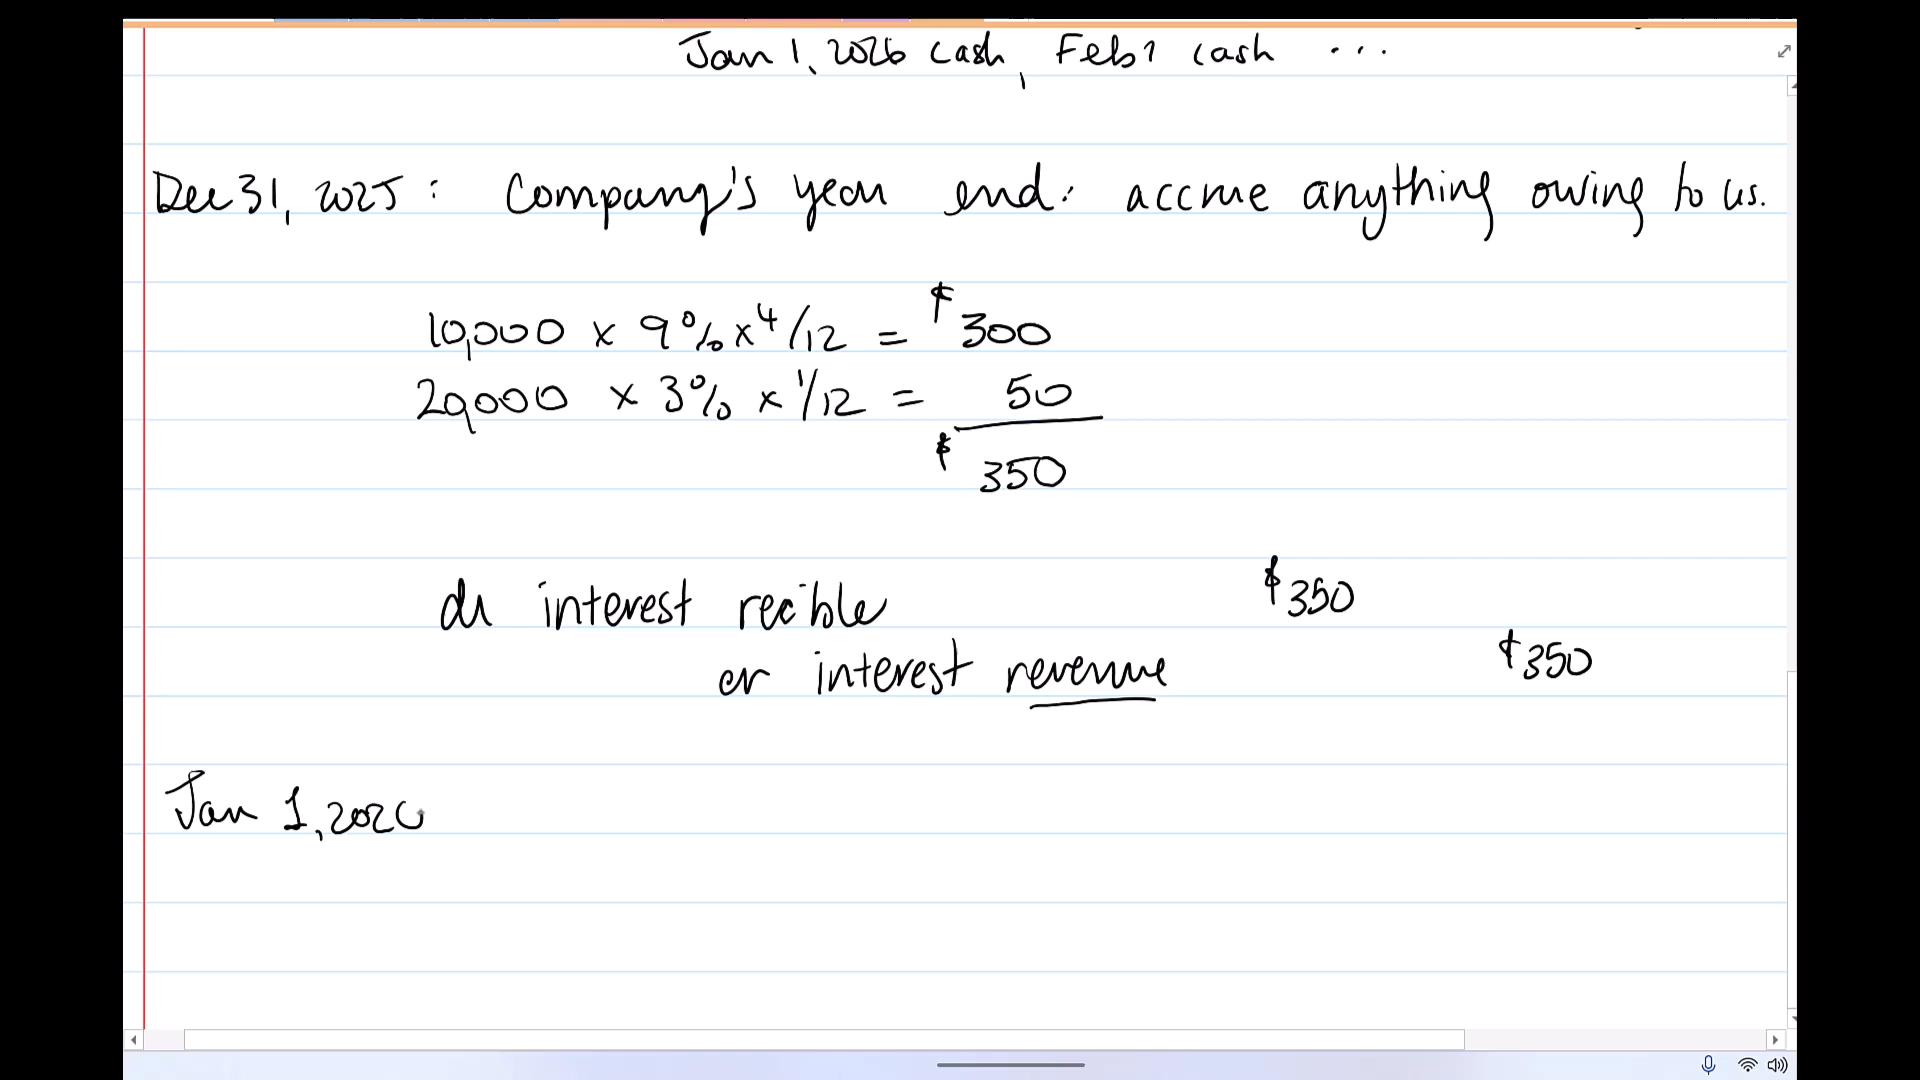 Jan 1, 2026 cash, Feb 1 cash ...
Dec 31, 2025: Company's year end: accrue anything owing to us.
10,000 x 9% x 4/12 = $300
20,000 x 3% x 1/12 = 50
$350
dr interest rec'ble $350
cr interest revenue $350
Jan 1, 202